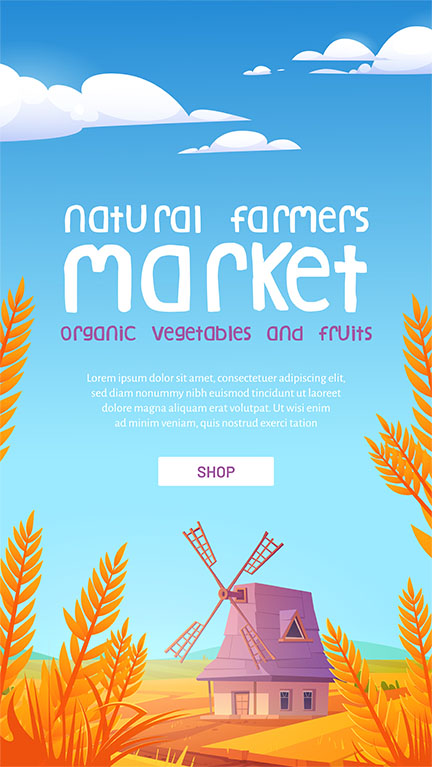 natural farmers
market
organic vegetables and fruits
Lorem ipsum dolor sit amet, consectetuer adipiscing elit,
sed diam nonummy nibh euismod tincidunt ut laoreet
dolore magna aliquam erat volutpat. Ut wisi enim
ad minim veniam, quis nostrud exerci tation
SHOP